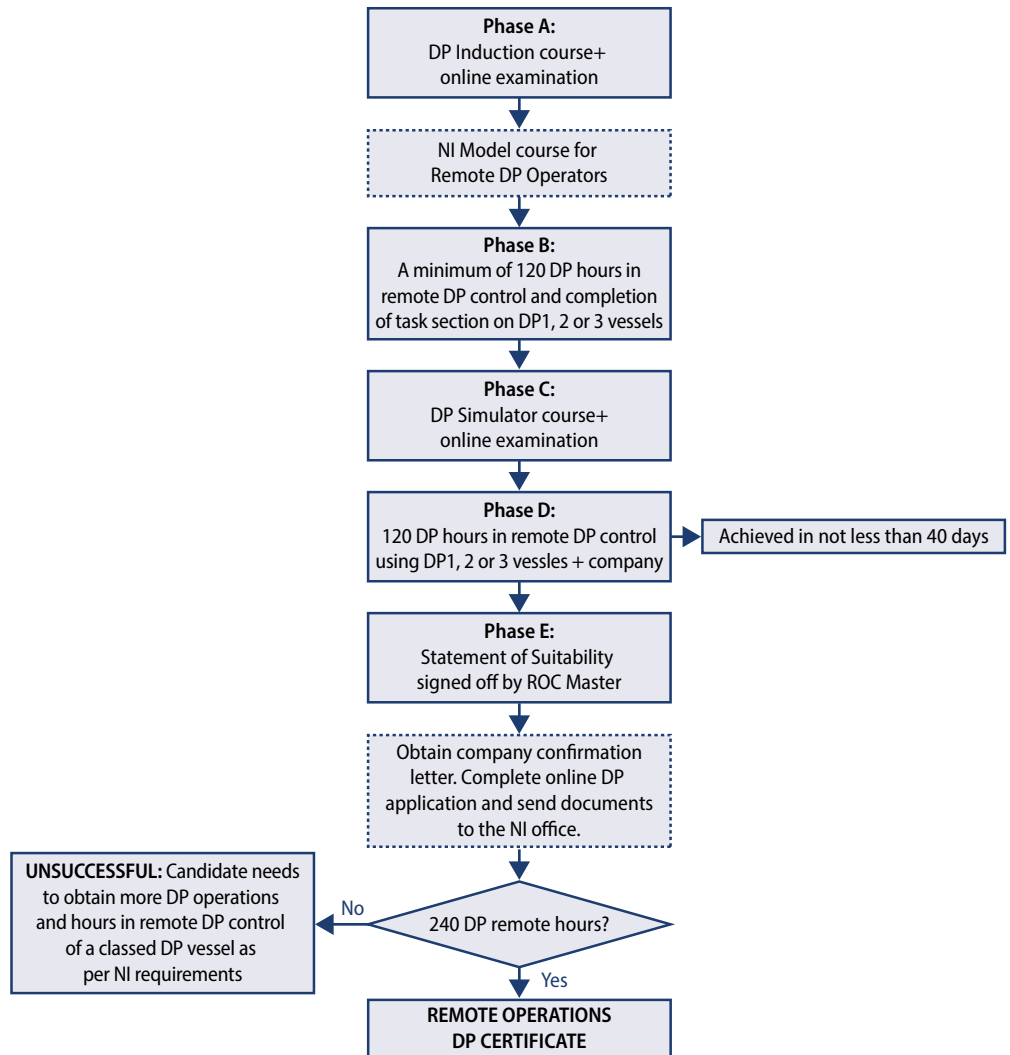 Phase A:
DP Induction course+
online examination
NI Model course for
Remote DP Operators
Phase B:
A minimum of 120 DP hours in
remote DP control and completion
of task section on DP1, 2 or 3 vessels
Phase C:
DP Simulator course+
online examination
Phase D:
120 DP hours in remote DP control
using DP1, 2 or 3 vessles + company
Achieved in not less than 40 days
Phase E:
Statement of Suitability
signed off by ROC Master
Obtain company confirmation
letter. Complete online DP
application and send documents
to the NI office.
240 DP remote hours?
No
UNSUCCESSFUL: Candidate needs
to obtain more DP operations
and hours in remote DP control
of a classed DP vessel as
per NI requirements
Yes
REMOTE OPERATIONS
DP CERTIFICATE